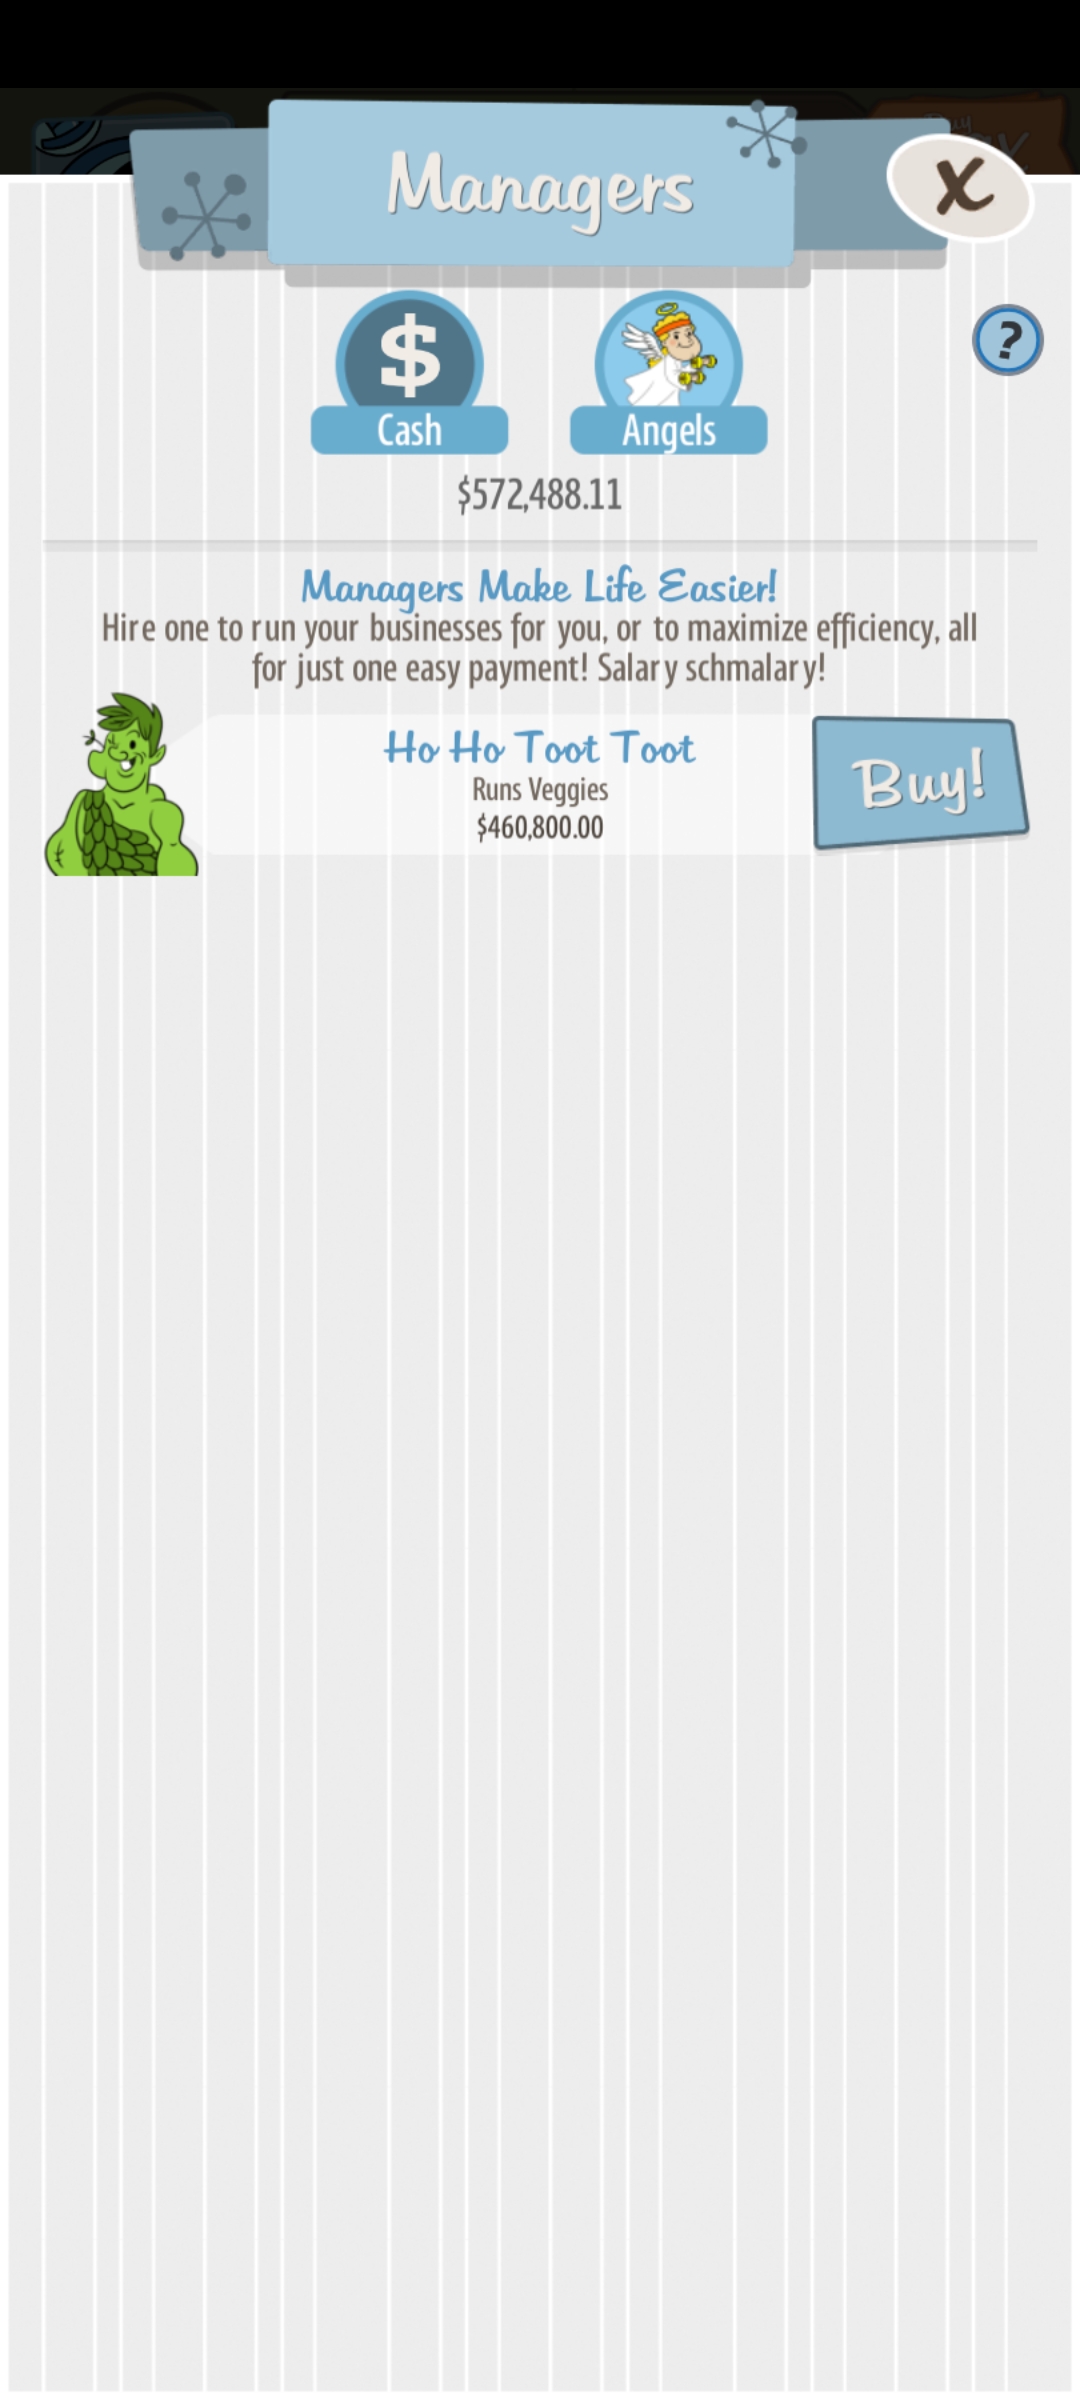 Managers
X
$
Cash
Angels
?
$572,488.11
Managers Make Life Easier!
Hire one to run your businesses for you, or to maximize efficiency, all
for just one easy payment! Salary schmalary!
Ho Ho Toot Toot
Runs Veggies
$460,800.00
Buy!